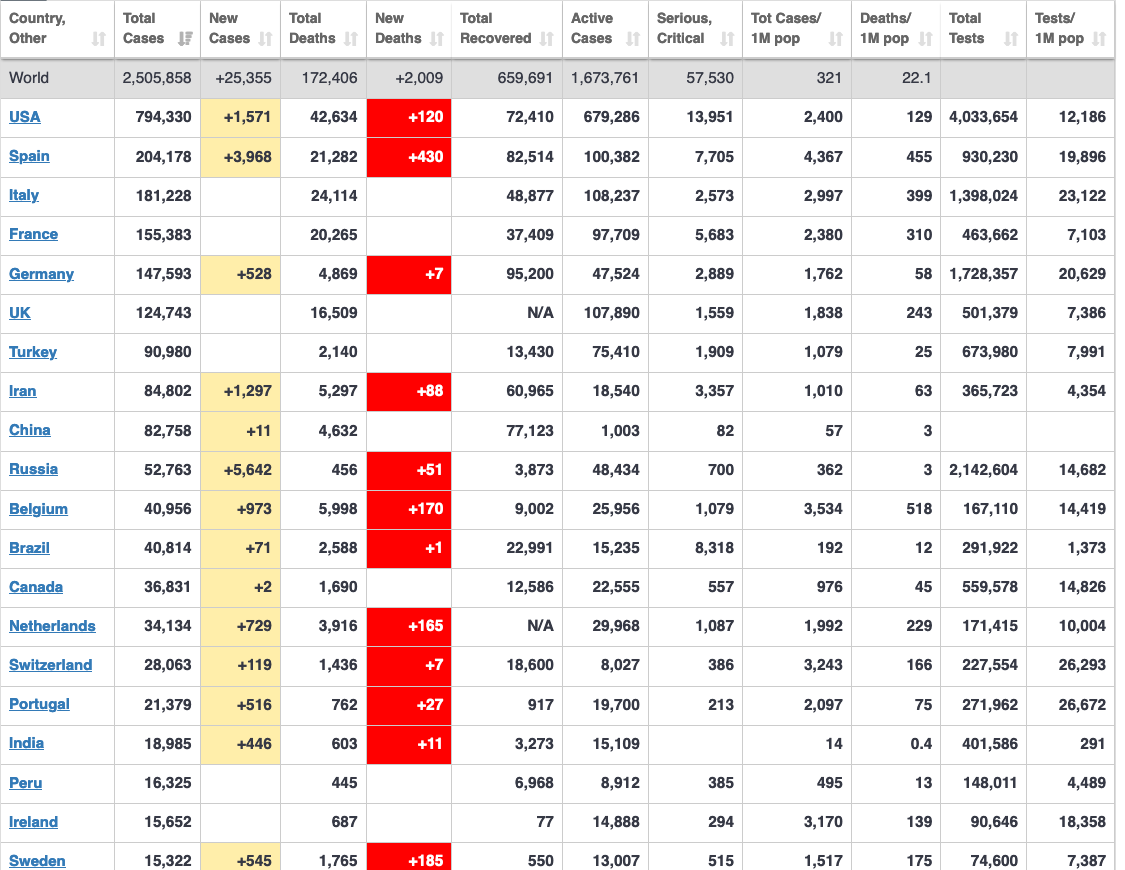 Country, Other Total Cases New Cases Total Deaths New Deaths Total Recovered Active Cases Serious, Critical Tot Cases/ 1M pop Deaths/ 1M pop Total Tests Tests/ 1M pop
World 2,505,858 +25,355 172,406 +2,009 659,691 1,673,761 57,530 321 22.1
USA 794,330 +1,571 42,634 +120 72,410 679,286 13,951 2,400 129 4,033,654 12,186
Spain 204,178 +3,968 21,282 +430 82,514 100,382 7,705 4,367 455 930,230 19,896
Italy 181,228 24,114 48,877 108,237 2,573 2,997 399 1,398,024 23,122
France 155,383 20,265 37,409 97,709 5,683 2,380 310 463,662 7,103
Germany 147,593 +528 4,869 +7 95,200 47,524 2,889 1,762 58 1,728,357 20,629
UK 124,743 16,509 N/A 107,890 1,559 1,838 243 501,379 7,386
Turkey 90,980 2,140 13,430 75,410 1,909 1,079 25 673,980 7,991
Iran 84,802 +1,297 5,297 +88 60,965 18,540 3,357 1,010 63 365,723 4,354
China 82,758 +11 4,632 77,123 1,003 82 57 3
Russia 52,763 +5,642 456 +51 3,873 48,434 700 362 3 2,142,604 14,682
Belgium 40,956 +973 5,998 +170 9,002 25,956 1,079 3,534 518 167,110 14,419
Brazil 40,814 +71 2,588 +1 22,991 15,235 8,318 192 12 291,922 1,373
Canada 36,831 +2 1,690 12,586 22,555 557 976 45 559,578 14,826
Netherlands 34,134 +729 3,916 +165 N/A 29,968 1,087 1,992 229 171,415 10,004
Switzerland 28,063 +119 1,436 +7 18,600 8,027 386 3,243 166 227,554 26,293
Portugal 21,379 +516 762 +27 917 19,700 213 2,097 75 271,962 26,672
India 18,985 +446 603 +11 3,273 15,109 14 0.4 401,586 291
Peru 16,325 445 6,968 8,912 385 495 13 148,011 4,489
Ireland 15,652 687 77 14,888 294 3,170 139 90,646 18,358
Sweden 15,322 +545 1,765 +185 550 13,007 515 1,517 175 74,600 7,387